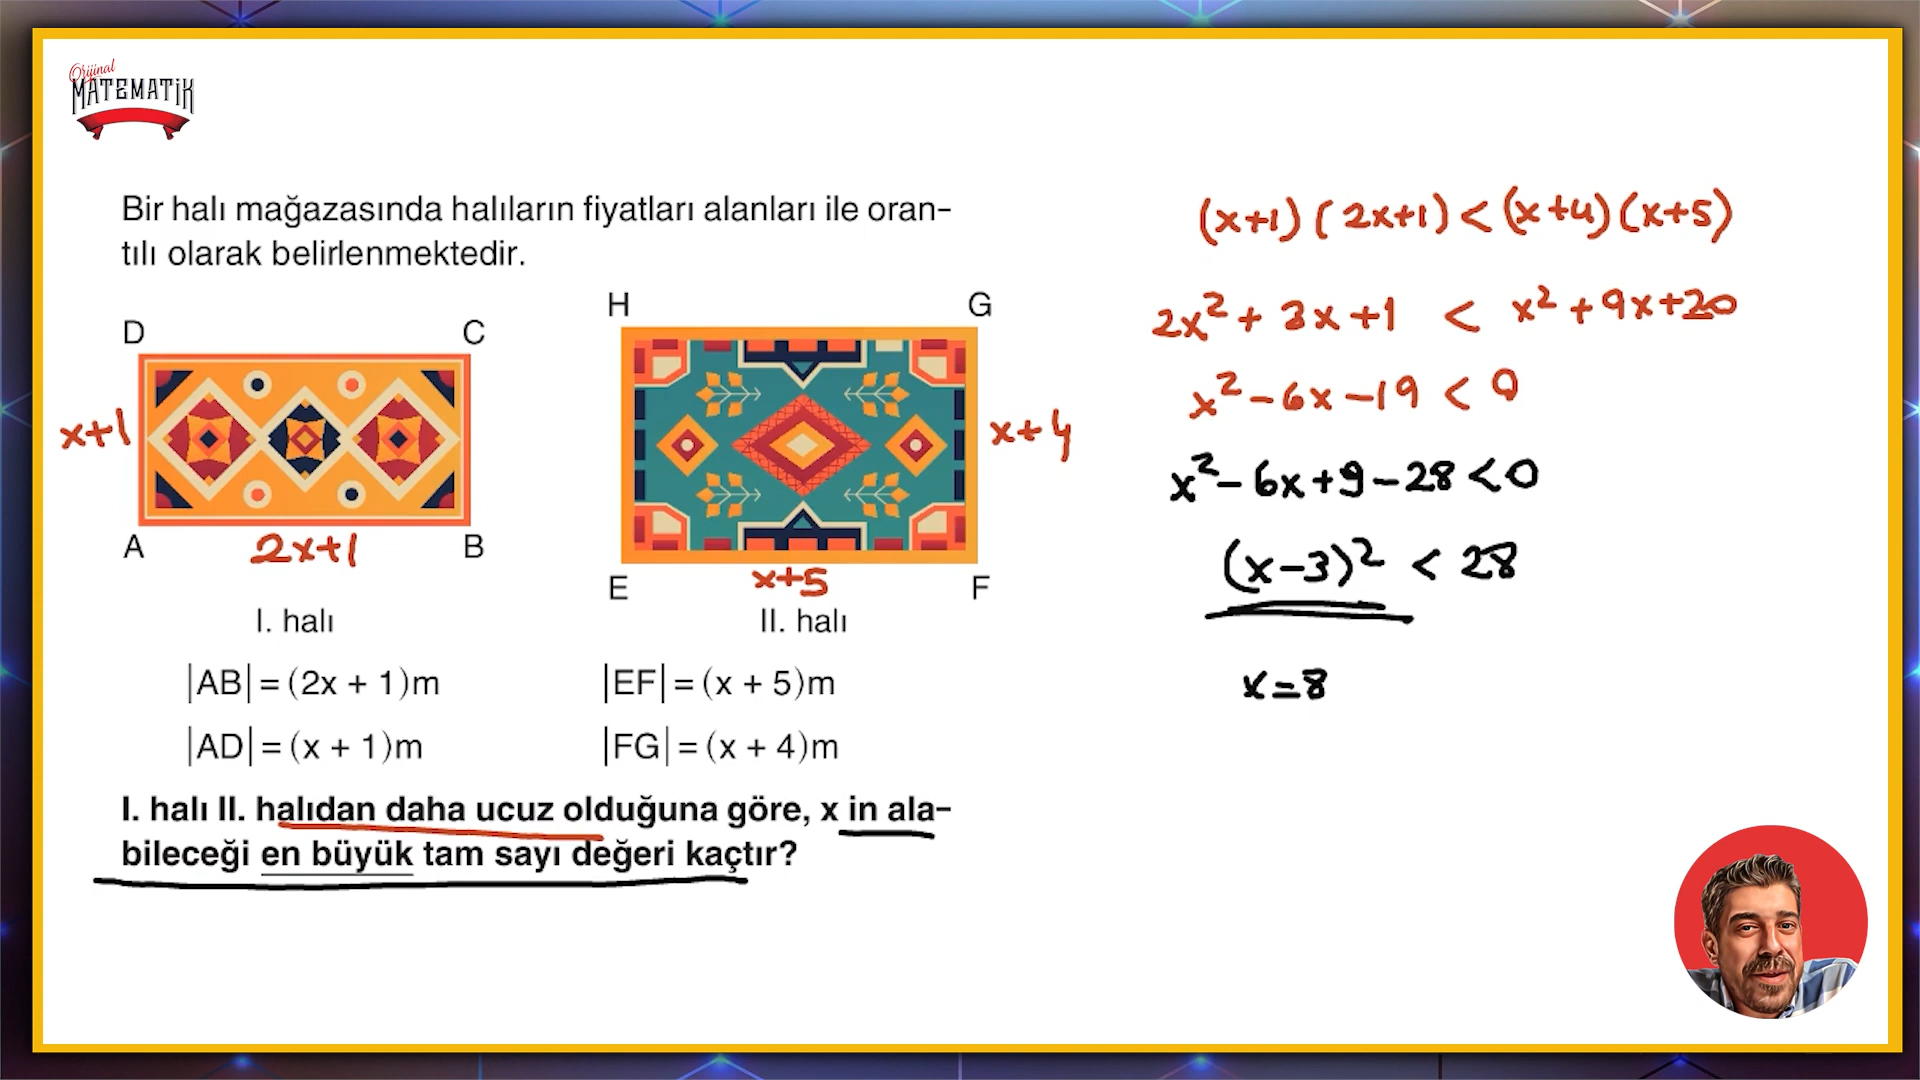 Orijinal
MATEMATİK
Bir halı mağazasında halıların fiyatları alanları ile oran-
tılı olarak belirlenmektedir.
D C
x+1
A 2x+1 B
I. halı
|AB| = (2x + 1)m
|AD| = (x + 1)m
H G
x+4
E x+5 F
II. halı
|EF| = (x + 5)m
|FG| = (x + 4)m
I. halı II. halıdan daha ucuz olduğuna göre, x in ala-
bileceği en büyük tam sayı değeri kaçtır?
(x+1)(2x+1) < (x+4)(x+5)
2x² + 3x + 1 < x² + 9x + 20
x² - 6x - 19 < 0
x² - 6x + 9 - 28 < 0
(x-3)² < 28
x = 8